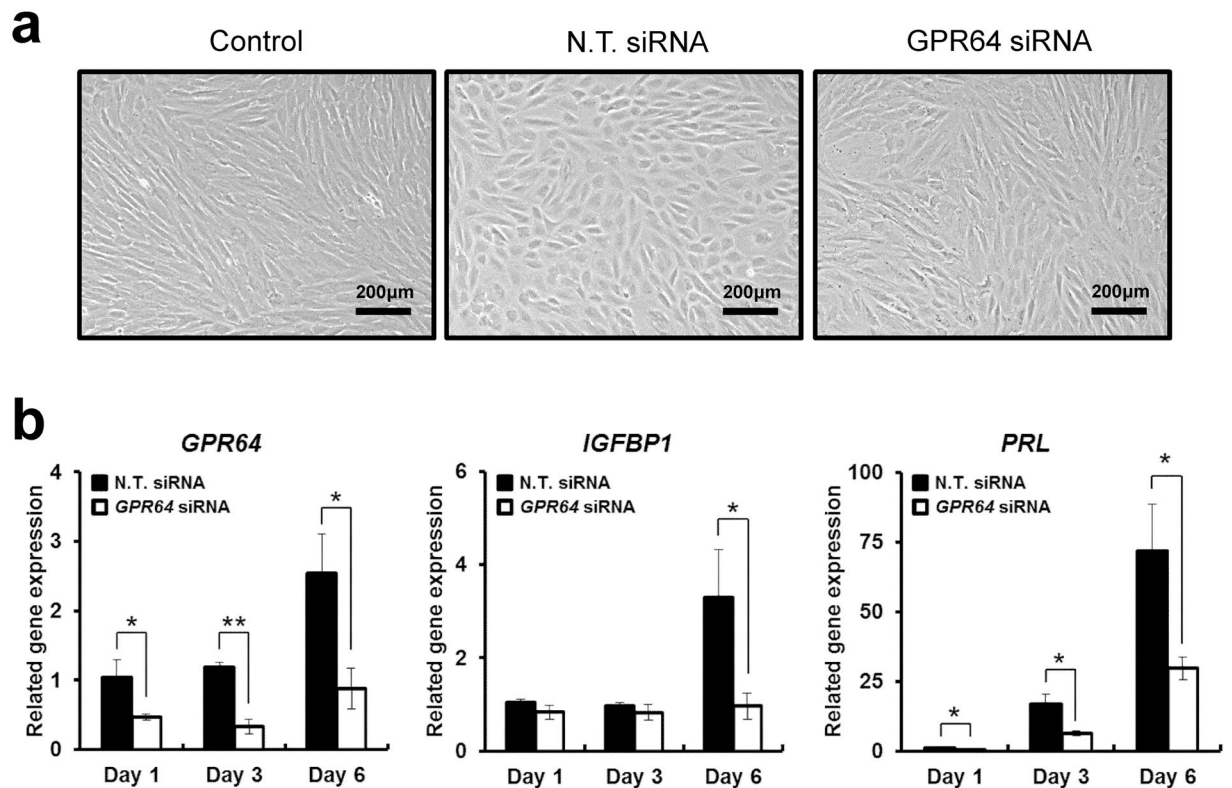 a
Control
N.T. siRNA
GPR64 siRNA
200µm
200µm
200µm
b
GPR64
Related gene expression
4
3
2
1
0
N.T. siRNA
GPR64 siRNA
*
**
*
Day 1
Day 3
Day 6
IGFBP1
Related gene expression
6
4
2
0
N.T. siRNA
GPR64 siRNA
*
Day 1
Day 3
Day 6
PRL
Related gene expression
100
75
50
25
0
N.T. siRNA
GPR64 siRNA
*
*
*
Day 1
Day 3
Day 6